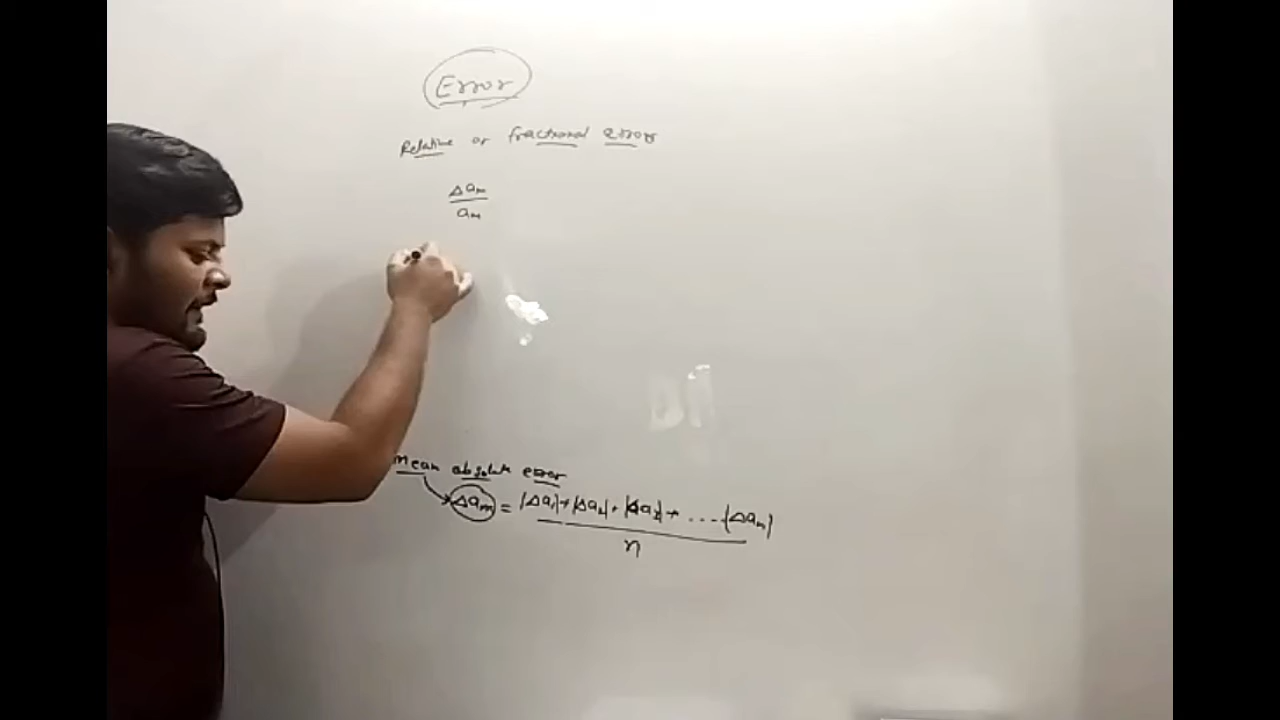 Error
Relative or fractional error
Δaₘ
aₘ
mean absolute error
Δaₘ = |Δa₁| + |Δa₂| + |Δa₃| + ....|Δaₙ|
n